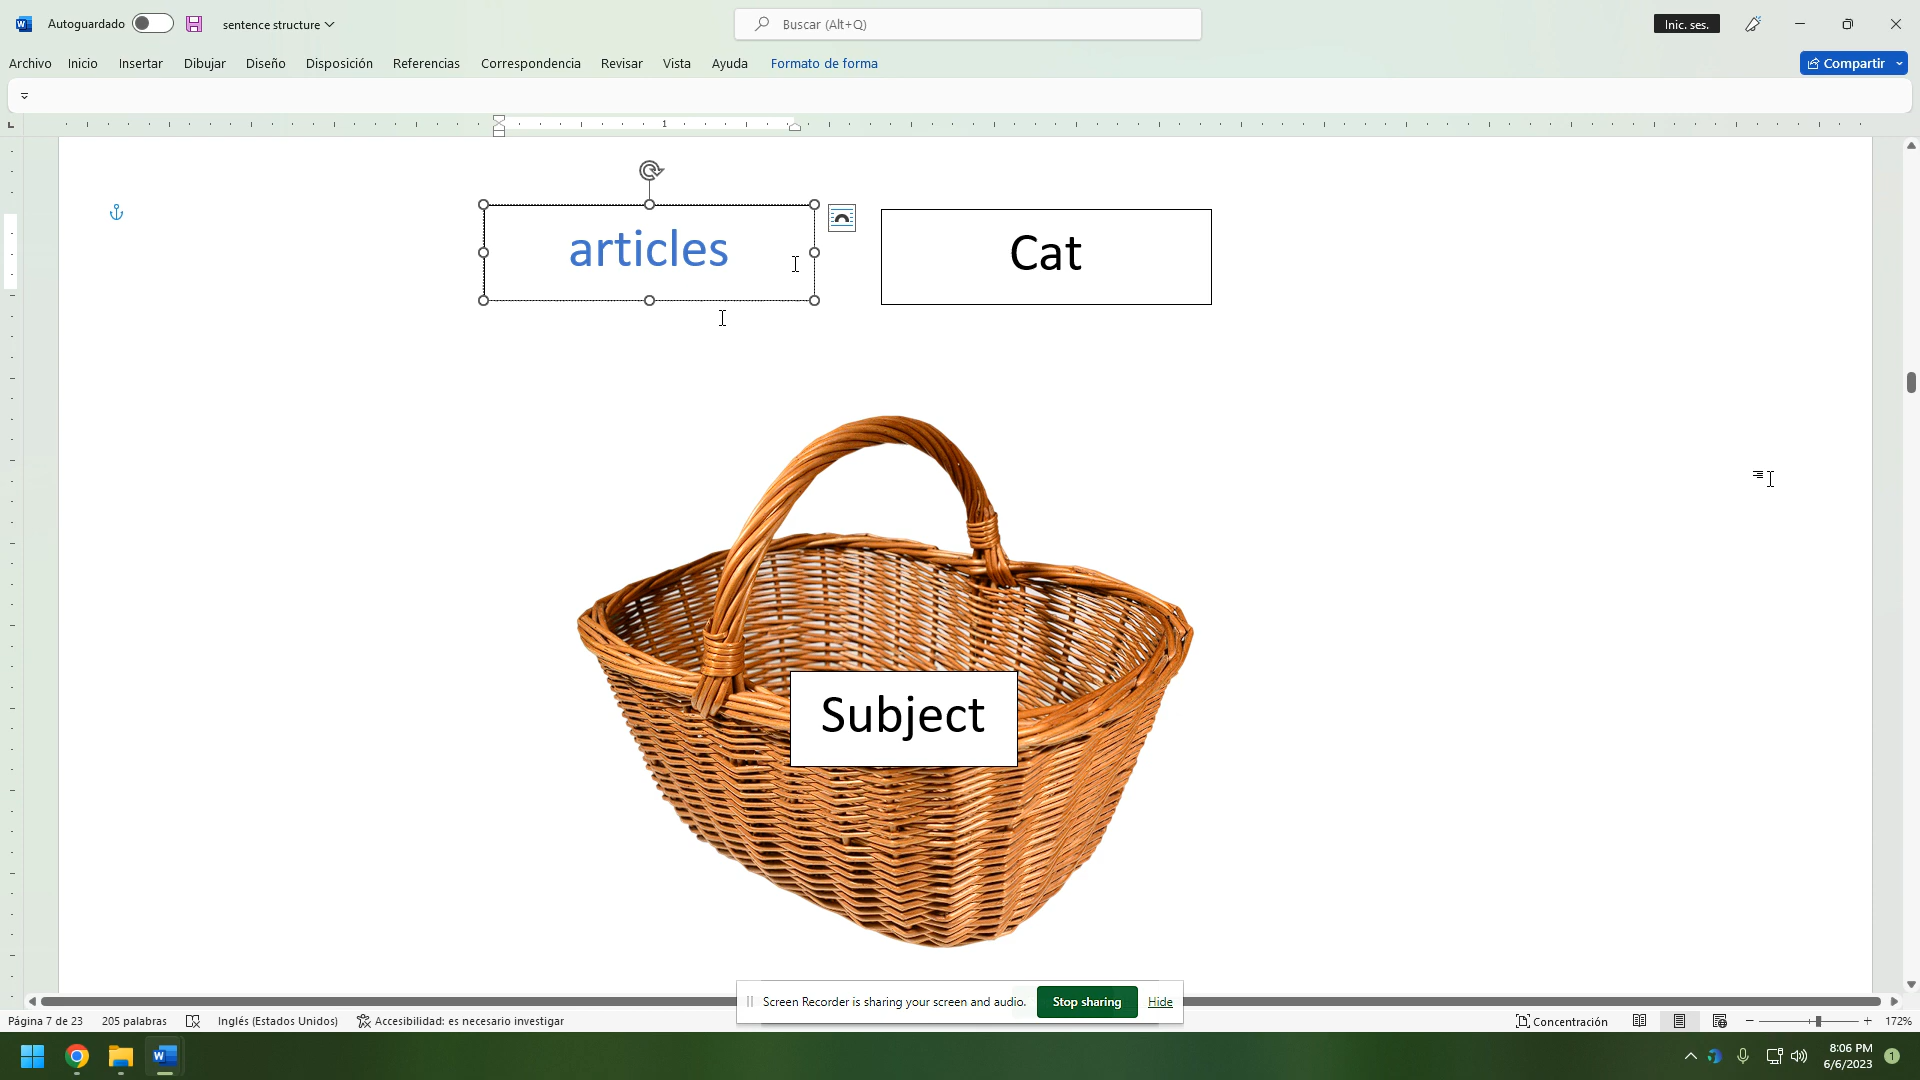 Autoguardado
sentence structure
Buscar (Alt+Q)
Inic. ses.
Archivo Inicio Insertar Dibujar Diseño Disposición Referencias Correspondencia Revisar Vista Ayuda Formato de forma
Compartir
1
articles
Cat
Subject
Screen Recorder is sharing your screen and audio.
Stop sharing
Hide
Página 7 de 23 205 palabras Inglés (Estados Unidos) Accesibilidad: es necesario investigar
Concentración
172%
8:06 PM
6/6/2023
1